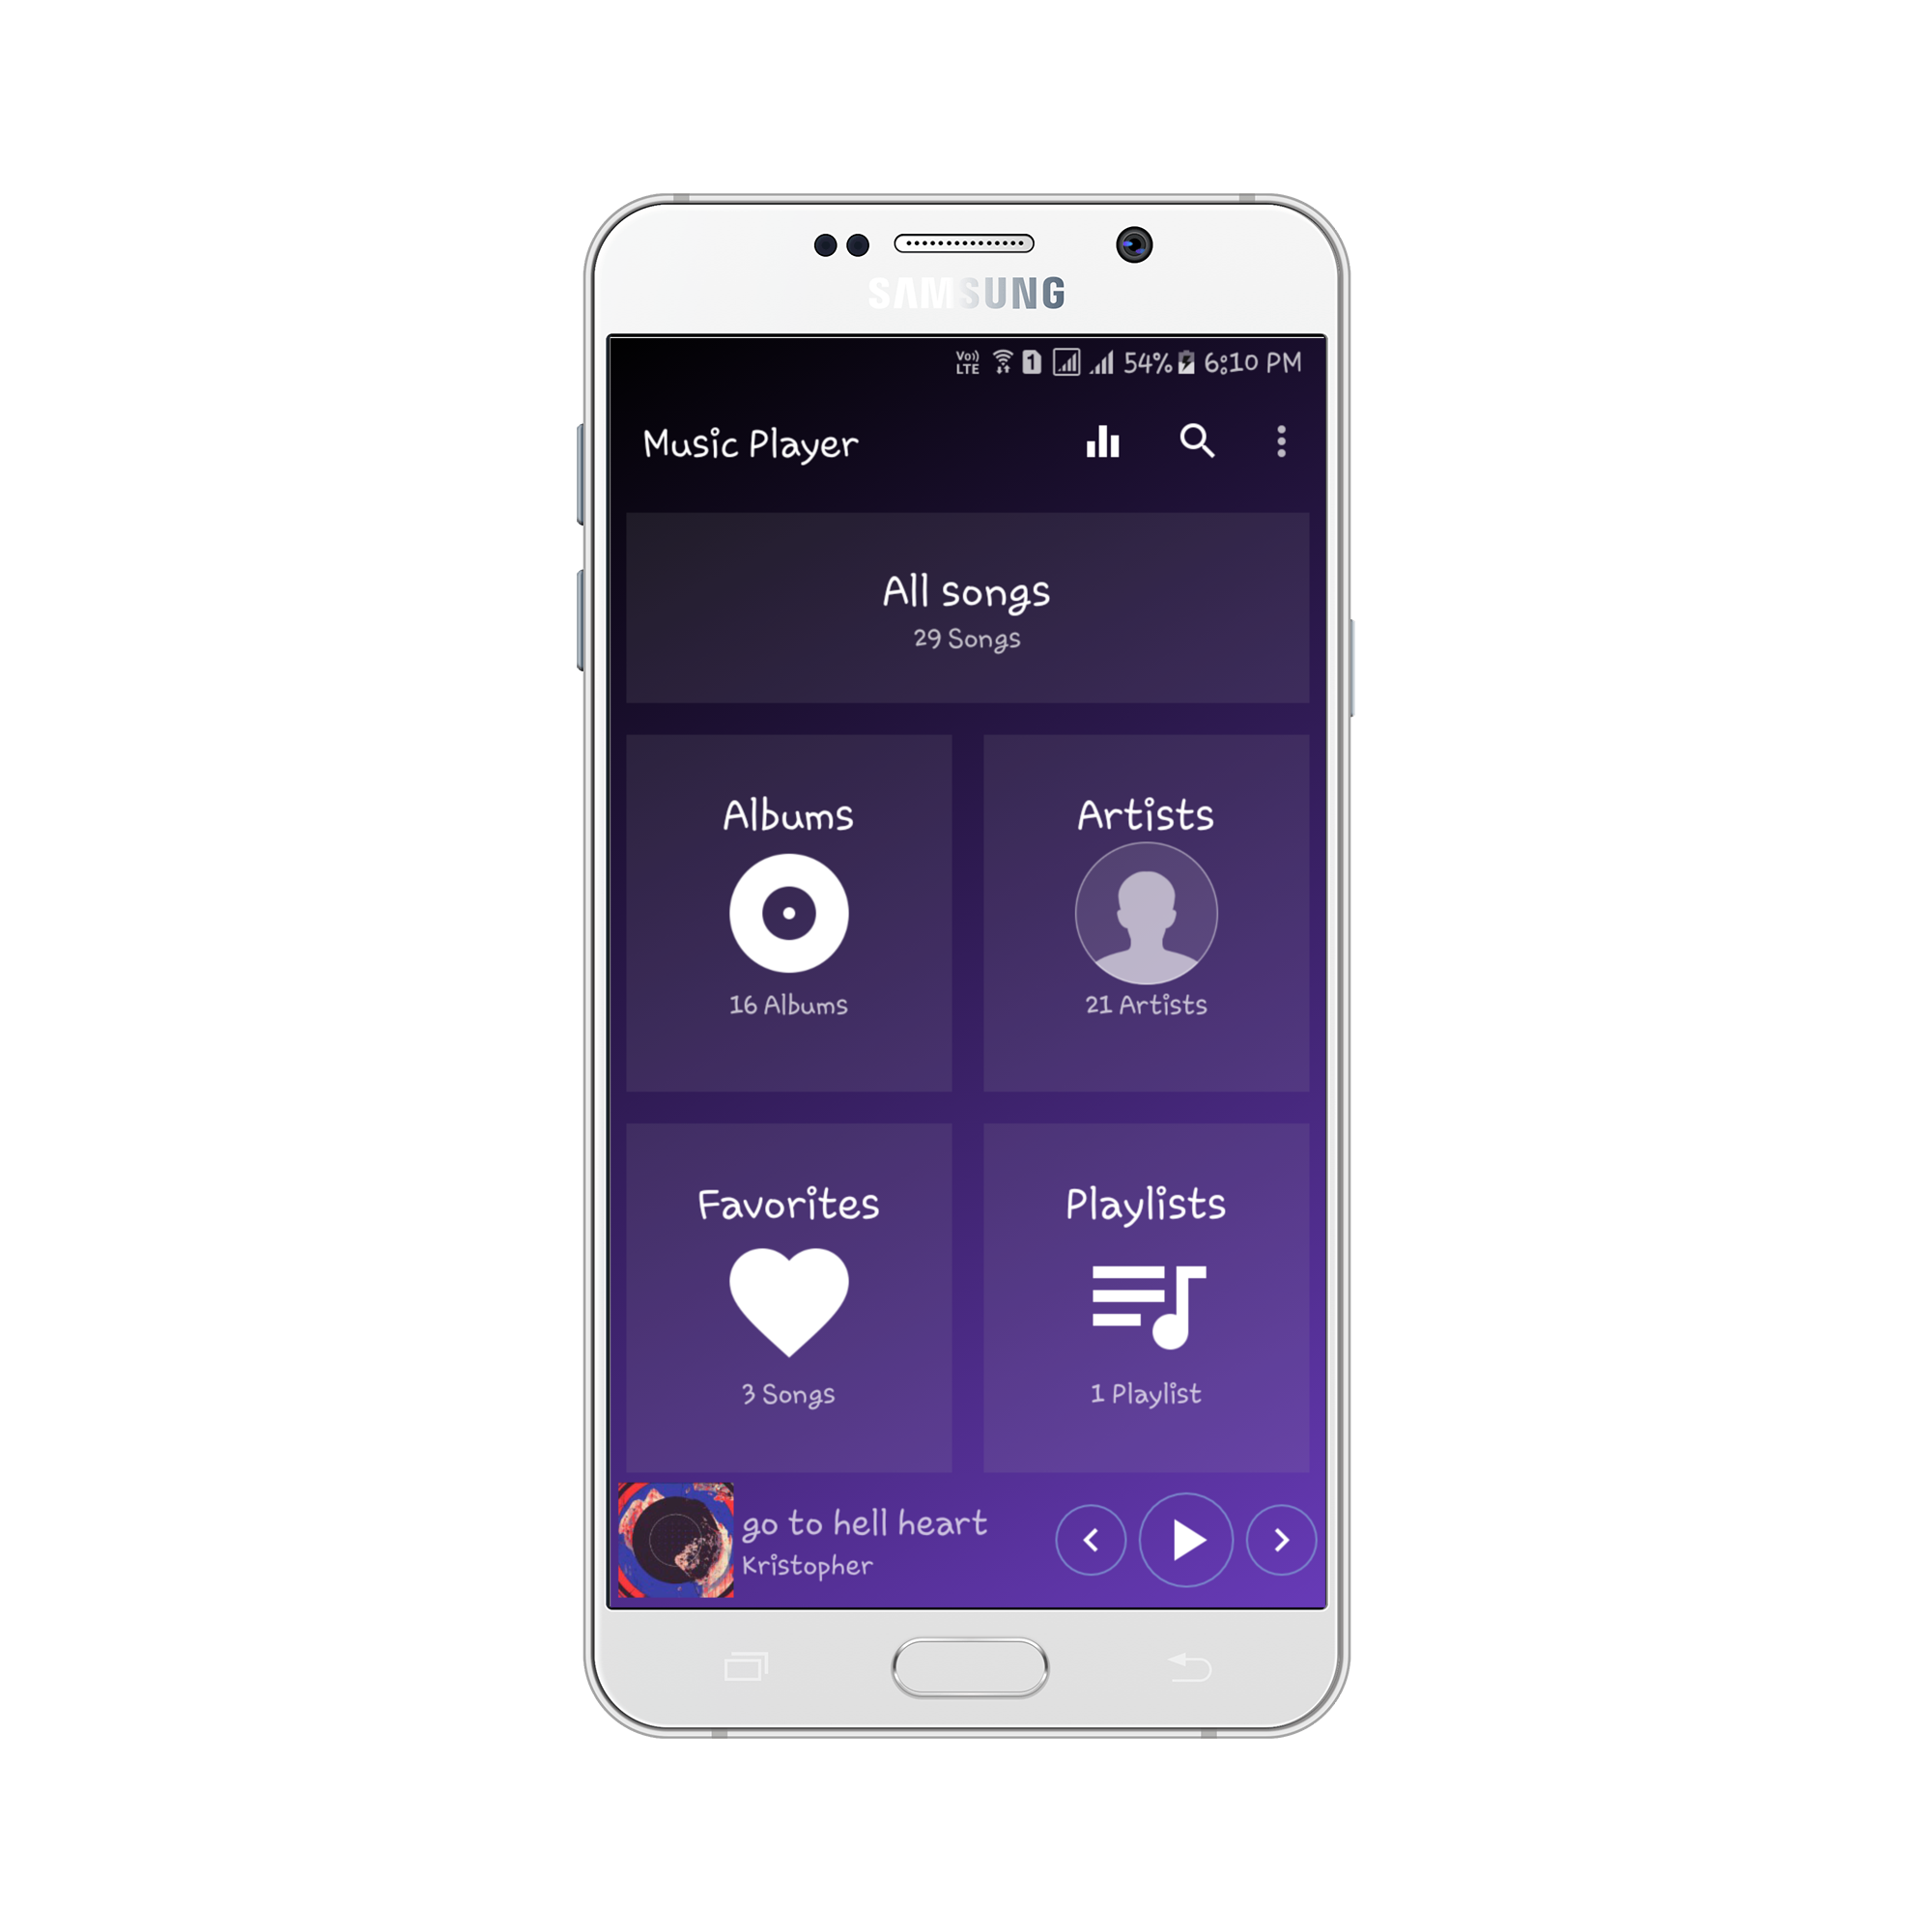 SAMSUNG
Vo) LTE 1 54% 6:10 PM
Music Player
All songs
29 Songs
Albums
Artists
16 Albums
21 Artists
Favorites
Playlists
3 Songs
1 Playlist
go to hell heart
Kristopher